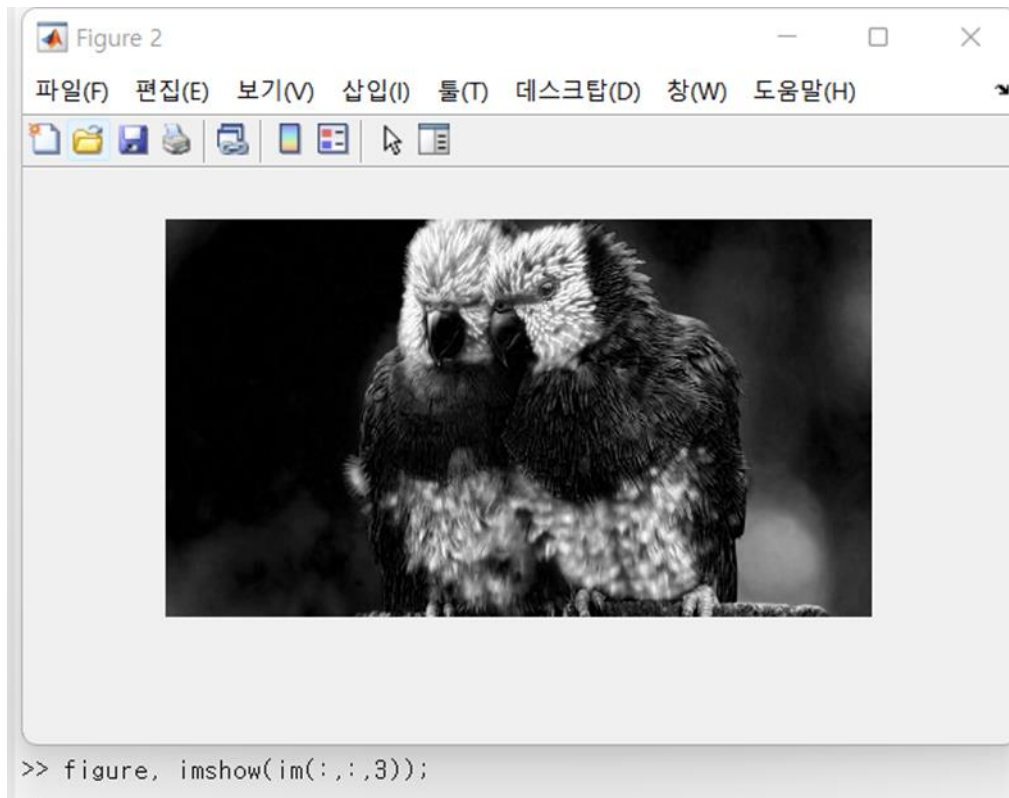 Figure 2
파일(F) 편집(E) 보기(V) 삽입(I) 툴(T) 데스크탑(D) 창(W) 도움말(H)
>> figure, imshow(im(:,:,3));